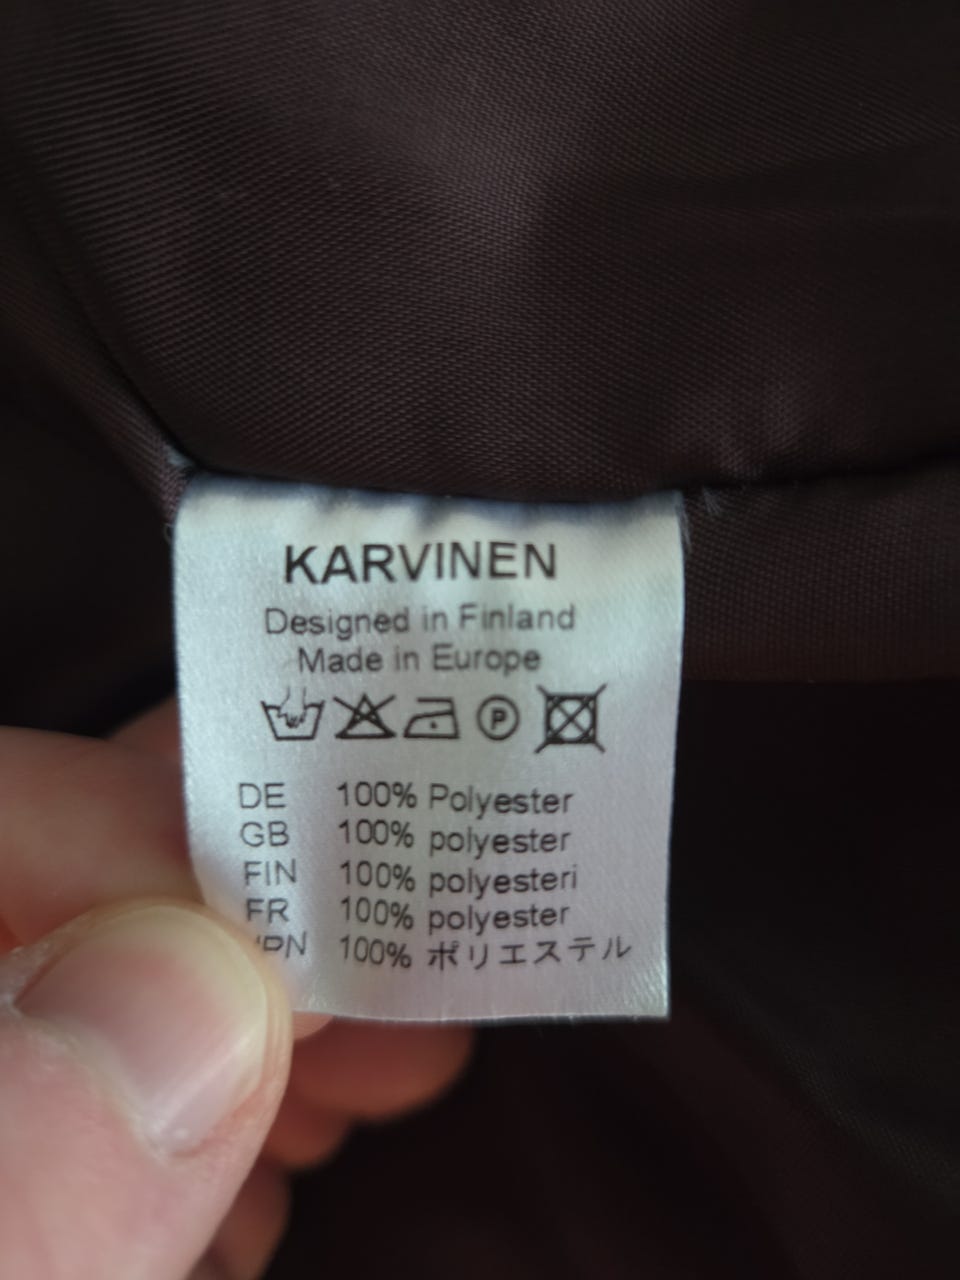 KARVINEN
Designed in Finland
Made in Europe
P
DE 100% Polyester
GB 100% polyester
FIN 100% polyesteri
FR 100% polyester
JPN 100% ポリエステル